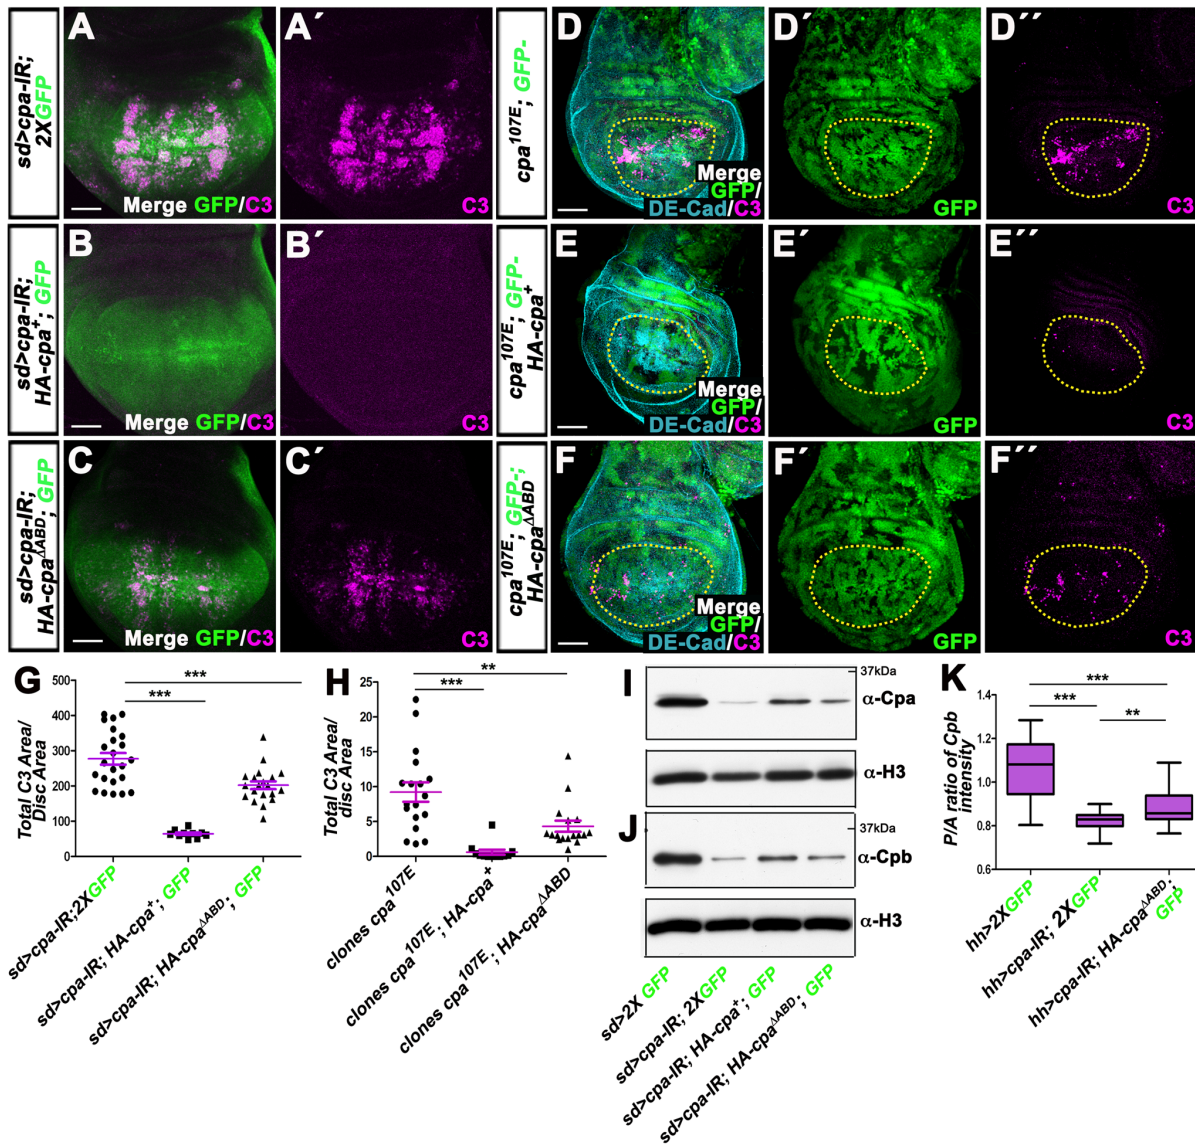 sd>cpa-IR;
2XGFP
A
Merge GFP/C3
A´
C3
cpa107E; GFP-
D
Merge
GFP/
DE-Cad/C3
D´
GFP
D´´
C3
sd>cpa-IR;
HA-cpa+; GFP
B
Merge GFP/C3
B´
C3
cpa107E; GFP-
HA-cpa+
E
Merge
GFP/
DE-Cad/C3
E´
GFP
E´´
C3
sd>cpa-IR;
HA-cpaΔABD; GFP
C
Merge GFP/C3
C´
C3
cpa107E; GFP-;
HA-cpaΔABD
F
Merge
GFP/
DE-Cad/C3
F´
GFP
F´´
C3
G
Total C3 Area/
Disc Area
500
400
300
200
100
0
***
***
sd>cpa-IR;2XGFP
sd>cpa-IR; HA-cpa+; GFP
sd>cpa-IR; HA-cpaΔABD; GFP
H
Total C3 Area/
disc Area
25
20
15
10
5
0
**
***
clones cpa107E
clones cpa107E; HA-cpa+
clones cpa107E; HA-cpaΔABD
I
37kDa
α-Cpa
α-H3
J
37kDa
α-Cpb
α-H3
sd>2X GFP
sd>cpa-IR; 2XGFP
sd>cpa-IR; HA-cpa+; GFP
sd>cpa-IR; HA-cpaΔABD; GFP
K
P/A ratio of Cpb
intensity
1.4
1.2
1.0
0.8
0.6
***
***
**
hh>2XGFP
hh>cpa-IR; 2XGFP
hh>cpa-IR; HA-cpaΔABD;
GFP